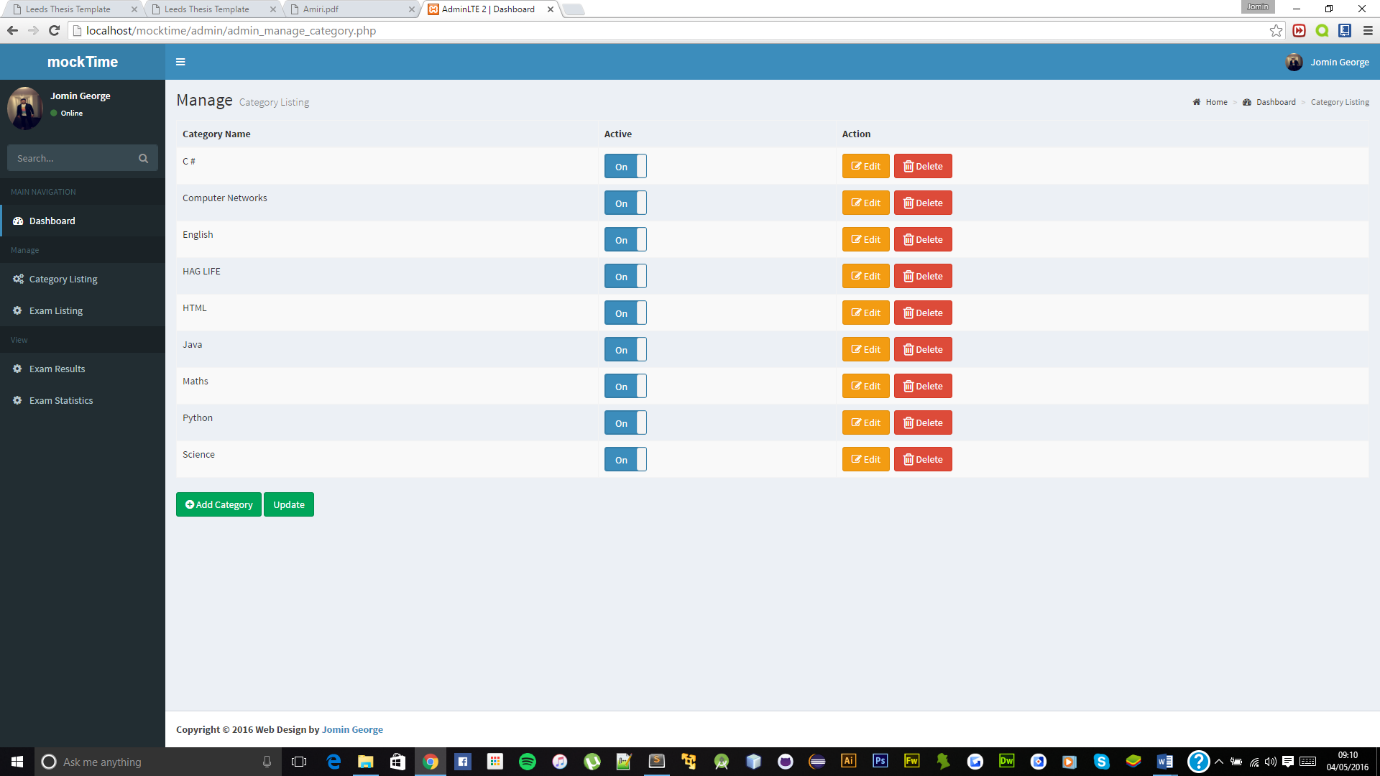 Leeds Thesis Template
Leeds Thesis Template
Amiri.pdf
AdminLTE 2 | Dashboard
Jomin
localhost/mocktime/admin/admin_manage_category.php
mockTime
Jomin George
Jomin George
Online
Manage Category Listing
Home > Dashboard > Category Listing
Search...
MAIN NAVIGATION
Dashboard
Manage
Category Listing
Exam Listing
View
Exam Results
Exam Statistics
Category Name Active Action
C # On Edit Delete
Computer Networks On Edit Delete
English On Edit Delete
HAG LIFE On Edit Delete
HTML On Edit Delete
Java On Edit Delete
Maths On Edit Delete
Python On Edit Delete
Science On Edit Delete
Add Category Update
Copyright © 2016 Web Design by Jomin George
Ask me anything
Ai
Ps
Fw
Dw
09:10
04/05/2016